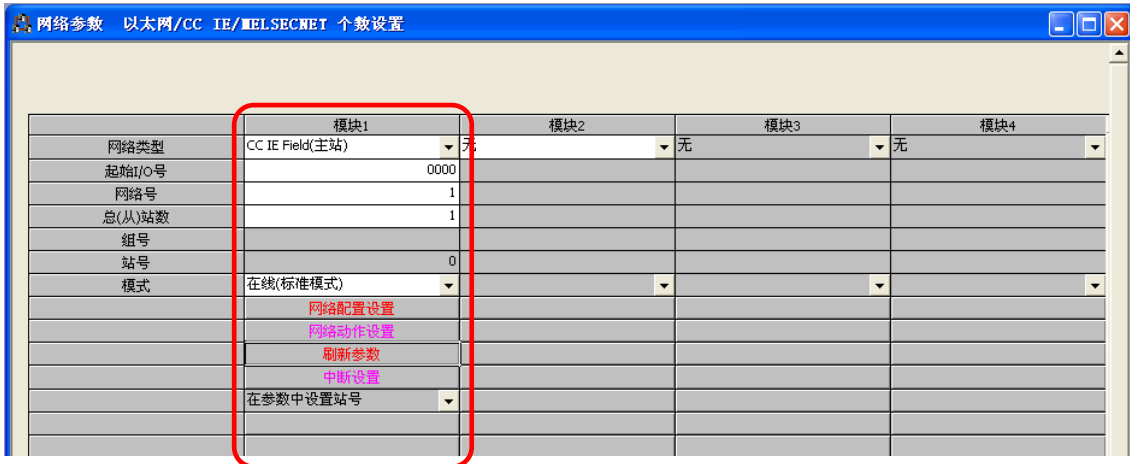 网络参数 以太网/CC IE/MELSECNET 个数设置
模块1 模块2 模块3 模块4
网络类型 CC IE Field(主站) 无 无 无
起始I/O号 0000
网络号 1
总(从)站数 1
组号
站号 0
模式 在线(标准模式)
网络配置设置
网络动作设置
刷新参数
中断设置
在参数中设置站号